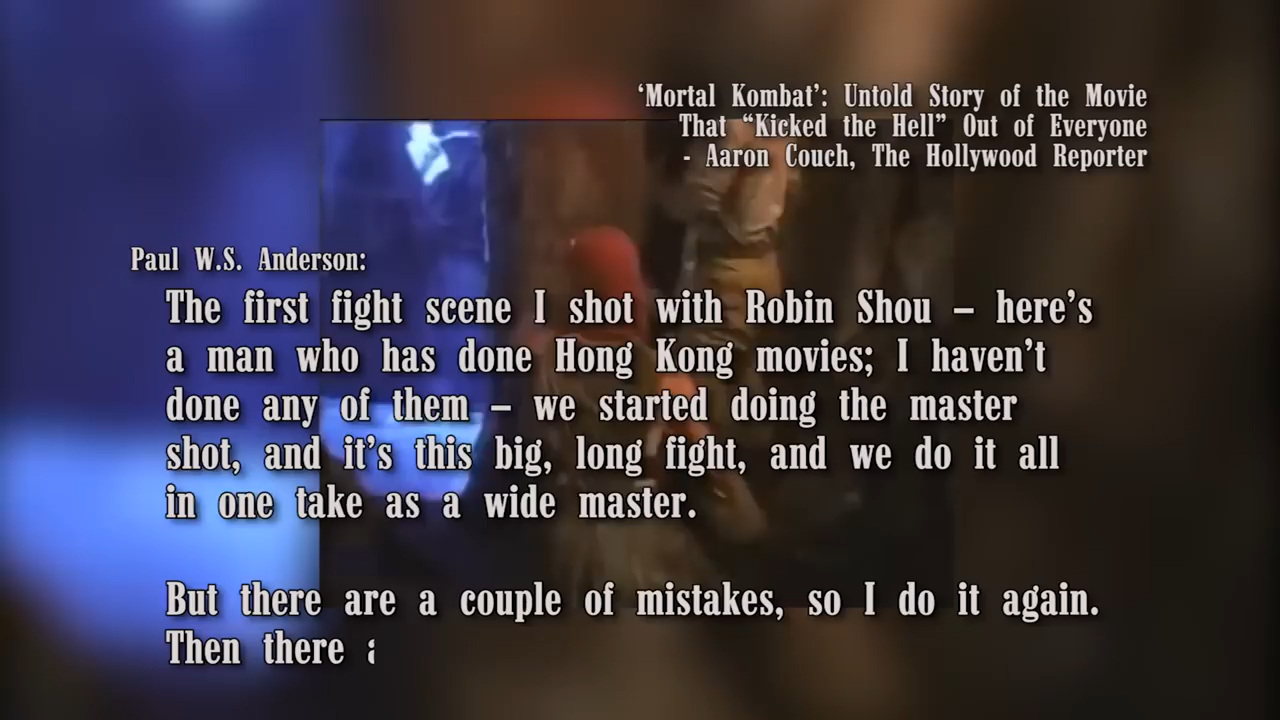 ‘Mortal Kombat’: Untold Story of the Movie
That “Kicked the Hell” Out of Everyone
- Aaron Couch, The Hollywood Reporter
Paul W.S. Anderson:
The first fight scene I shot with Robin Shou – here’s
a man who has done Hong Kong movies; I haven’t
done any of them – we started doing the master
shot, and it’s this big, long fight, and we do it all
in one take as a wide master.
But there are a couple of mistakes, so I do it again.
Then there